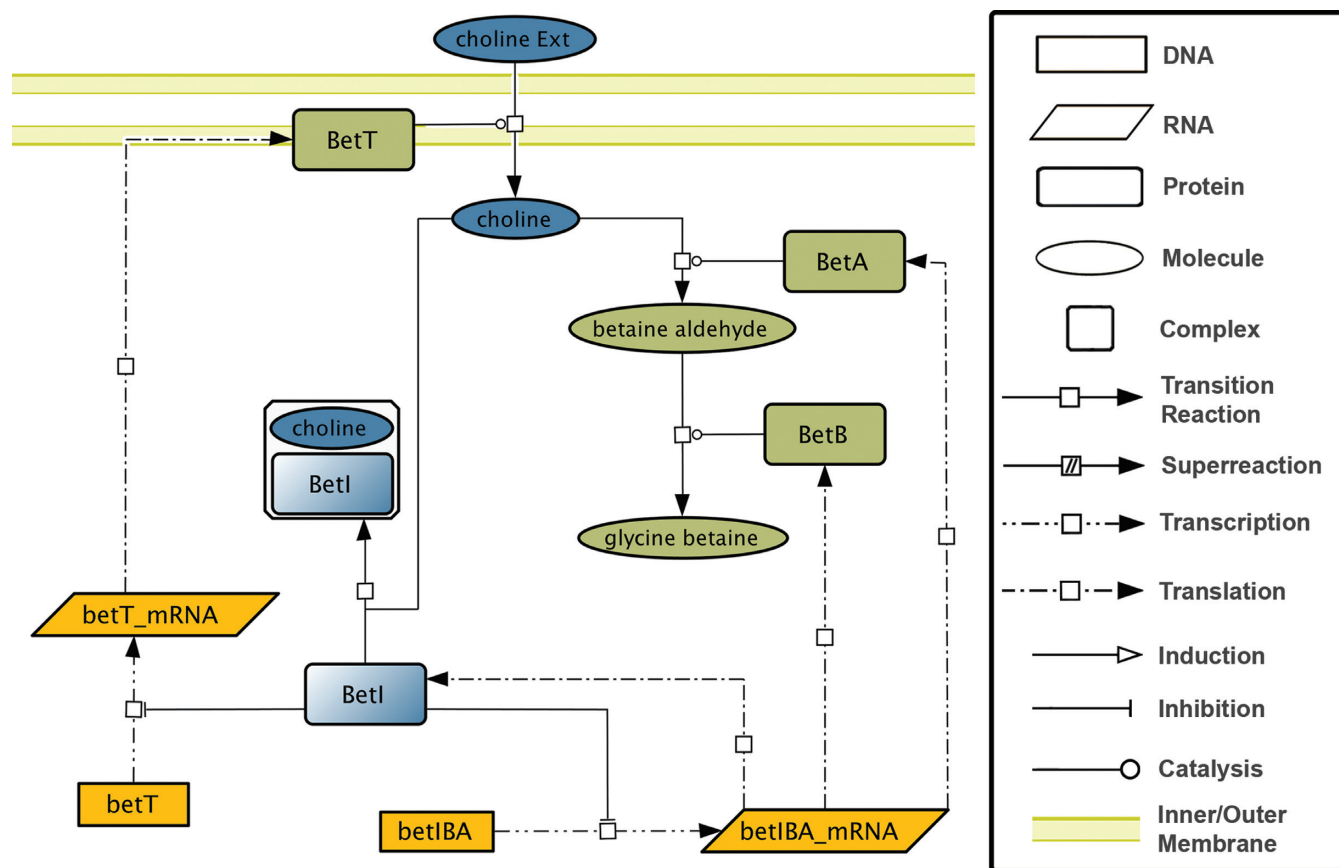 choline Ext
BetT
choline
BetA
betaine aldehyde
choline
BetI
BetB
glycine betaine
betT_mRNA
BetI
betT
betIBA
betIBA_mRNA
DNA
RNA
Protein
Molecule
Complex
Transition
Reaction
Superreaction
Transcription
Translation
Induction
Inhibition
Catalysis
Inner/Outer
Membrane